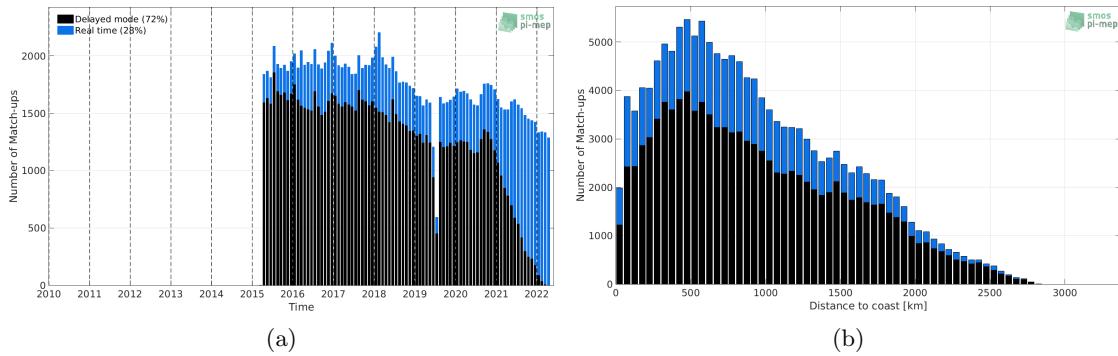 Delayed mode (72%)
Real time (28%)
smos
pi-mep
Number of Match-ups
2000
1500
1000
500
0
2010 2011 2012 2013 2014 2015 2016 2017 2018 2019 2020 2021 2022
Time
(a)
smos
pi-mep
Number of Match-ups
5000
4000
3000
2000
1000
0
0 500 1000 1500 2000 2500 3000
Distance to coast [km]
(b)